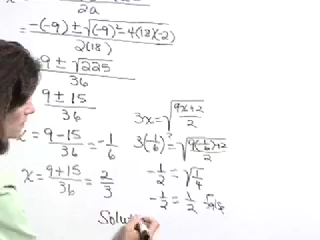 2a
= -(-9) ± √((-9)² - 4(18)(-2))
2(18)
9 ± √225
36
9 ± 15
36
= 9 - 15 / 36 = -1/6
x = 9 + 15 / 36 = 2/3
3x = √(9x+2 / 2)
3(-1/6) ?= √(9(-1/6)+2 / 2)
-1/2 = √(1/4)
-1/2 = 1/2
Solut